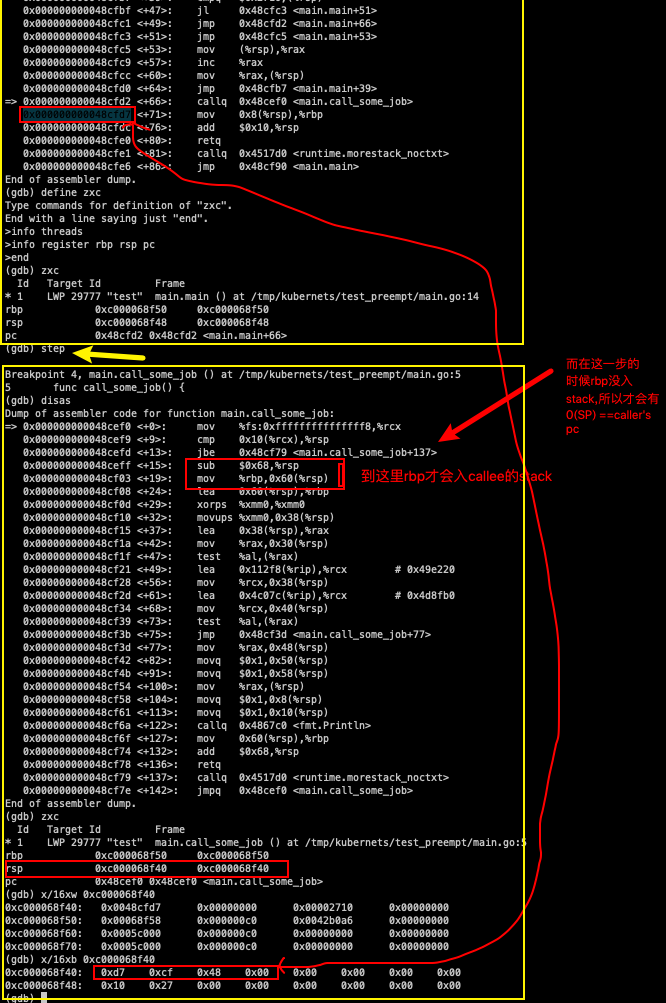 0x000000000048cfbf <+47>: jl 0x48cfc3 <main.main+51>
0x000000000048cfc1 <+49>: jmp 0x48cfd2 <main.main+66>
0x000000000048cfc3 <+51>: jmp 0x48cfc5 <main.main+53>
0x000000000048cfc5 <+53>: mov (%rsp),%rax
0x000000000048cfc9 <+57>: inc %rax
0x000000000048cfcc <+60>: mov %rax,(%rsp)
0x000000000048cfd0 <+64>: jmp 0x48cfb7 <main.main+39>
=> 0x000000000048cfd2 <+66>: callq 0x48cef0 <main.call_some_job>
0x000000000048cfd7 <+71>: mov 0x8(%rsp),%rbp
0x000000000048cfdc <+76>: add $0x10,%rsp
0x000000000048cfe0 <+80>: retq
0x000000000048cfe1 <+81>: callq 0x4517d0 <runtime.morestack_noctxt>
0x000000000048cfe6 <+86>: jmp 0x48cf90 <main.main>
End of assembler dump.
(gdb) define zxc
Type commands for definition of "zxc".
End with a line saying just "end".
>info threads
>info register rbp rsp pc
>end
(gdb) zxc
Id Target Id Frame
* 1 LWP 29777 "test" main.main () at /tmp/kubernets/test_preempt/main.go:14
rbp 0xc000068f50 0xc000068f50
rsp 0xc000068f48 0xc000068f48
pc 0x48cfd2 0x48cfd2 <main.main+66>
(gdb) step
Breakpoint 4, main.call_some_job () at /tmp/kubernets/test_preempt/main.go:5
5 func call_some_job() {
(gdb) disas
Dump of assembler code for function main.call_some_job:
=> 0x000000000048cef0 <+0>: mov %fs:0xfffffffffffffff8,%rcx
0x000000000048cef9 <+9>: cmp 0x10(%rcx),%rsp
0x000000000048cefd <+13>: jbe 0x48cf79 <main.call_some_job+137>
0x000000000048ceff <+15>: sub $0x68,%rsp
0x000000000048cf03 <+19>: mov %rbp,0x60(%rsp)
0x000000000048cf08 <+24>: lea 0x60(%rsp),%rbp
0x000000000048cf0d <+29>: xorps %xmm0,%xmm0
0x000000000048cf10 <+32>: movups %xmm0,0x38(%rsp)
0x000000000048cf15 <+37>: lea 0x38(%rsp),%rax
0x000000000048cf1a <+42>: mov %rax,0x30(%rsp)
0x000000000048cf1f <+47>: test %al,(%rax)
0x000000000048cf21 <+49>: lea 0x112f8(%rip),%rcx # 0x49e220
0x000000000048cf28 <+56>: mov %rcx,0x38(%rsp)
0x000000000048cf2d <+61>: lea 0x4c07c(%rip),%rcx # 0x4d8fb0
0x000000000048cf34 <+68>: mov %rcx,0x40(%rsp)
0x000000000048cf39 <+73>: test %al,(%rax)
0x000000000048cf3b <+75>: jmp 0x48cf3d <main.call_some_job+77>
0x000000000048cf3d <+77>: mov %rax,0x48(%rsp)
0x000000000048cf42 <+82>: movq $0x1,0x50(%rsp)
0x000000000048cf4b <+91>: movq $0x1,0x58(%rsp)
0x000000000048cf54 <+100>: mov %rax,(%rsp)
0x000000000048cf58 <+104>: movq $0x1,0x8(%rsp)
0x000000000048cf61 <+113>: movq $0x1,0x10(%rsp)
0x000000000048cf6a <+122>: callq 0x4867c0 <fmt.Println>
0x000000000048cf6f <+127>: mov 0x60(%rsp),%rbp
0x000000000048cf74 <+132>: add $0x68,%rsp
0x000000000048cf78 <+136>: retq
0x000000000048cf79 <+137>: callq 0x4517d0 <runtime.morestack_noctxt>
0x000000000048cf7e <+142>: jmpq 0x48cef0 <main.call_some_job>
End of assembler dump.
(gdb) zxc
Id Target Id Frame
* 1 LWP 29777 "test" main.call_some_job () at /tmp/kubernets/test_preempt/main.go:5
rbp 0xc000068f50 0xc000068f50
rsp 0xc000068f40 0xc000068f40
pc 0x48cef0 0x48cef0 <main.call_some_job>
(gdb) x/16xw 0xc000068f40
0xc000068f40: 0x0048cfd7 0x00000000 0x00002710 0x00000000
0xc000068f50: 0x00068f58 0x000000c0 0x0042b0a6 0x00000000
0xc000068f60: 0x0005c000 0x000000c0 0x00000000 0x00000000
0xc000068f70: 0x0005c000 0x000000c0 0x00000000 0x00000000
(gdb) x/16xb 0xc000068f40
0xc000068f40: 0xd7 0xcf 0x48 0x00 0x00 0x00 0x00 0x00
0xc000068f48: 0x10 0x27 0x00 0x00 0x00 0x00 0x00 0x00
(gdb)
而在这一步的
时候rbp没入
stack,所以才会有
0(SP) ==caller's
pc
到这里rbp才会入callee的stack